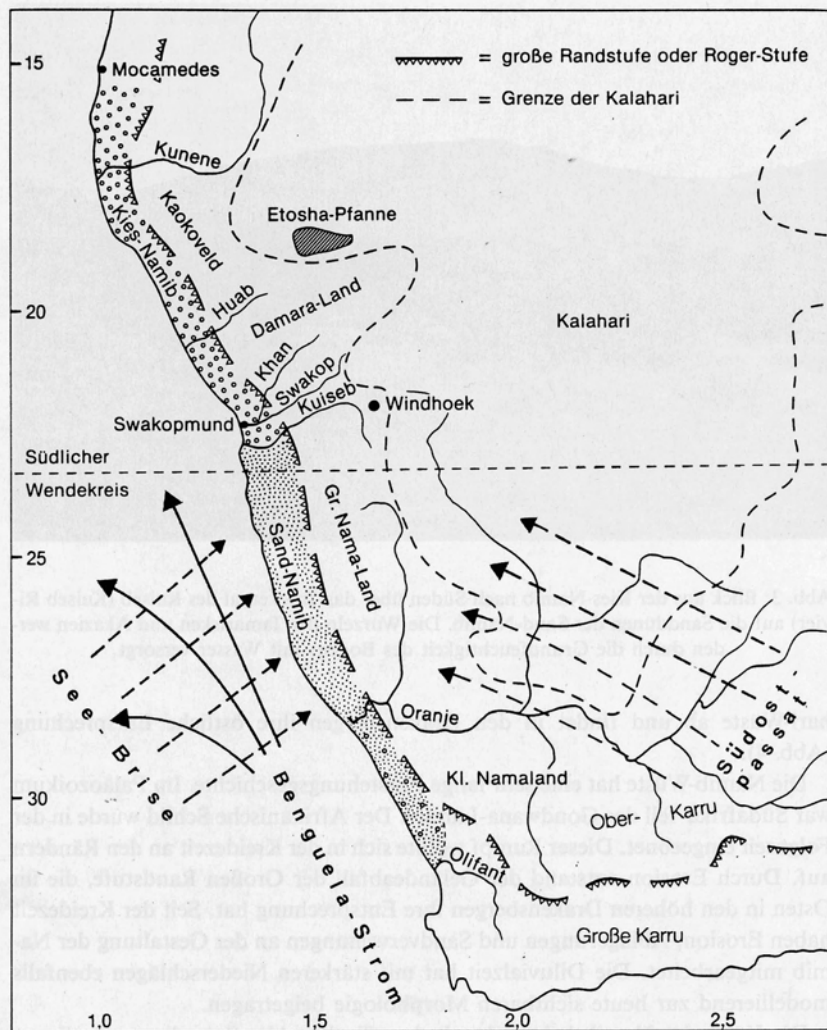 15
Mocamedes
= große Randstufe oder Roger-Stufe
= Grenze der Kalahari
Kunene
Kaokoveld
Kies-Namib
Etosha-Pfanne
20
Huab
Damara-Land
Kalahari
Khan
Swakop
Kuiseb
Windhoek
Swakopmund
Südlicher
Wendekreis
25
Sand-Namib
Gr. Nama-Land
See Brise
Benguela Strom
Oranje
Südost
passat
30
Kl. Namaland
Ober-
Karru
Olifant
Große Karru
1,0
1,5
2,0
2,5